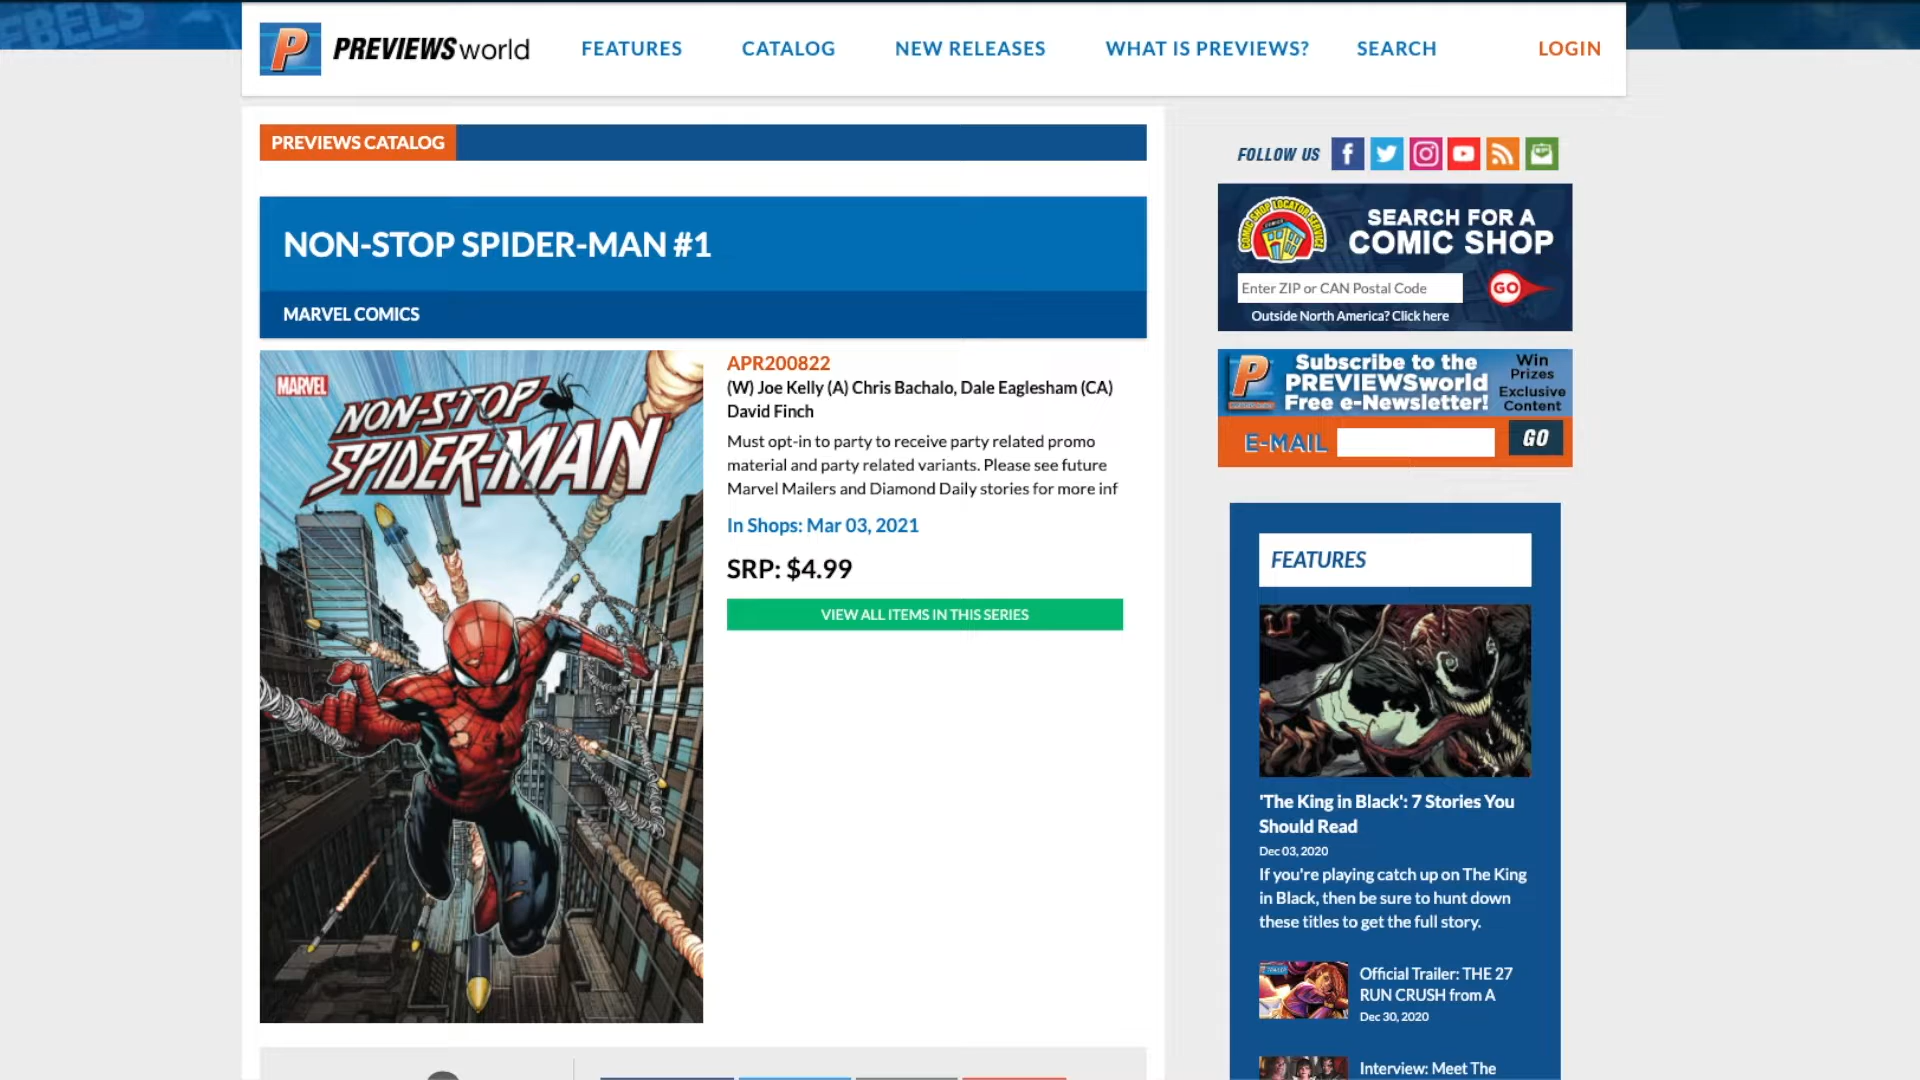 EBELS
P PREVIEWSworld FEATURES CATALOG NEW RELEASES WHAT IS PREVIEWS? SEARCH LOGIN
PREVIEWS CATALOG
NON-STOP SPIDER-MAN #1
MARVEL COMICS
MARVEL
NON-STOP
SPIDER-MAN
APR200822
(W) Joe Kelly (A) Chris Bachalo, Dale Eaglesham (CA)
David Finch
Must opt-in to party to receive party related promo
material and party related variants. Please see future
Marvel Mailers and Diamond Daily stories for more inf
In Shops: Mar 03, 2021
SRP: $4.99
VIEW ALL ITEMS IN THIS SERIES
FOLLOW US
COMIC SHOP LOCATOR SERVICE
SEARCH FOR A
COMIC SHOP
Enter ZIP or CAN Postal Code
GO
Outside North America? Click here
P
Subscribe to the
PREVIEWSworld
Free e-Newsletter!
Win
Prizes
Exclusive
Content
E-MAIL
GO
FEATURES
'The King in Black': 7 Stories You
Should Read
Dec 03, 2020
If you're playing catch up on The King
in Black, then be sure to hunt down
these titles to get the full story.
Official Trailer: THE 27
RUN CRUSH from A
Dec 30, 2020
Interview: Meet The